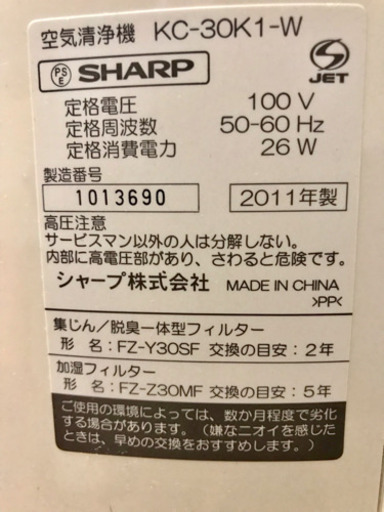 空気清浄機 KC-30K1-W
PS E SHARP
S JET
定格電圧 100 V
定格周波数 50-60 Hz
定格消費電力 26 W
製造番号
1013690 2011年製
高圧注意
サービスマン以外の人は分解しない。
内部に高電圧部があり、さわると危険です。
シャープ株式会社 MADE IN CHINA
>PP<
集じん/脱臭一体型フィルター
形 名:FZ-Y30SF 交換の目安:2年
加湿フィルター
形 名:FZ-Z30MF 交換の目安:5年
ご使用の環境によっては、数か月程度で劣化
する場合があります。(嫌なニオイを感じた
ときは、早めの交換をおすすめします。)